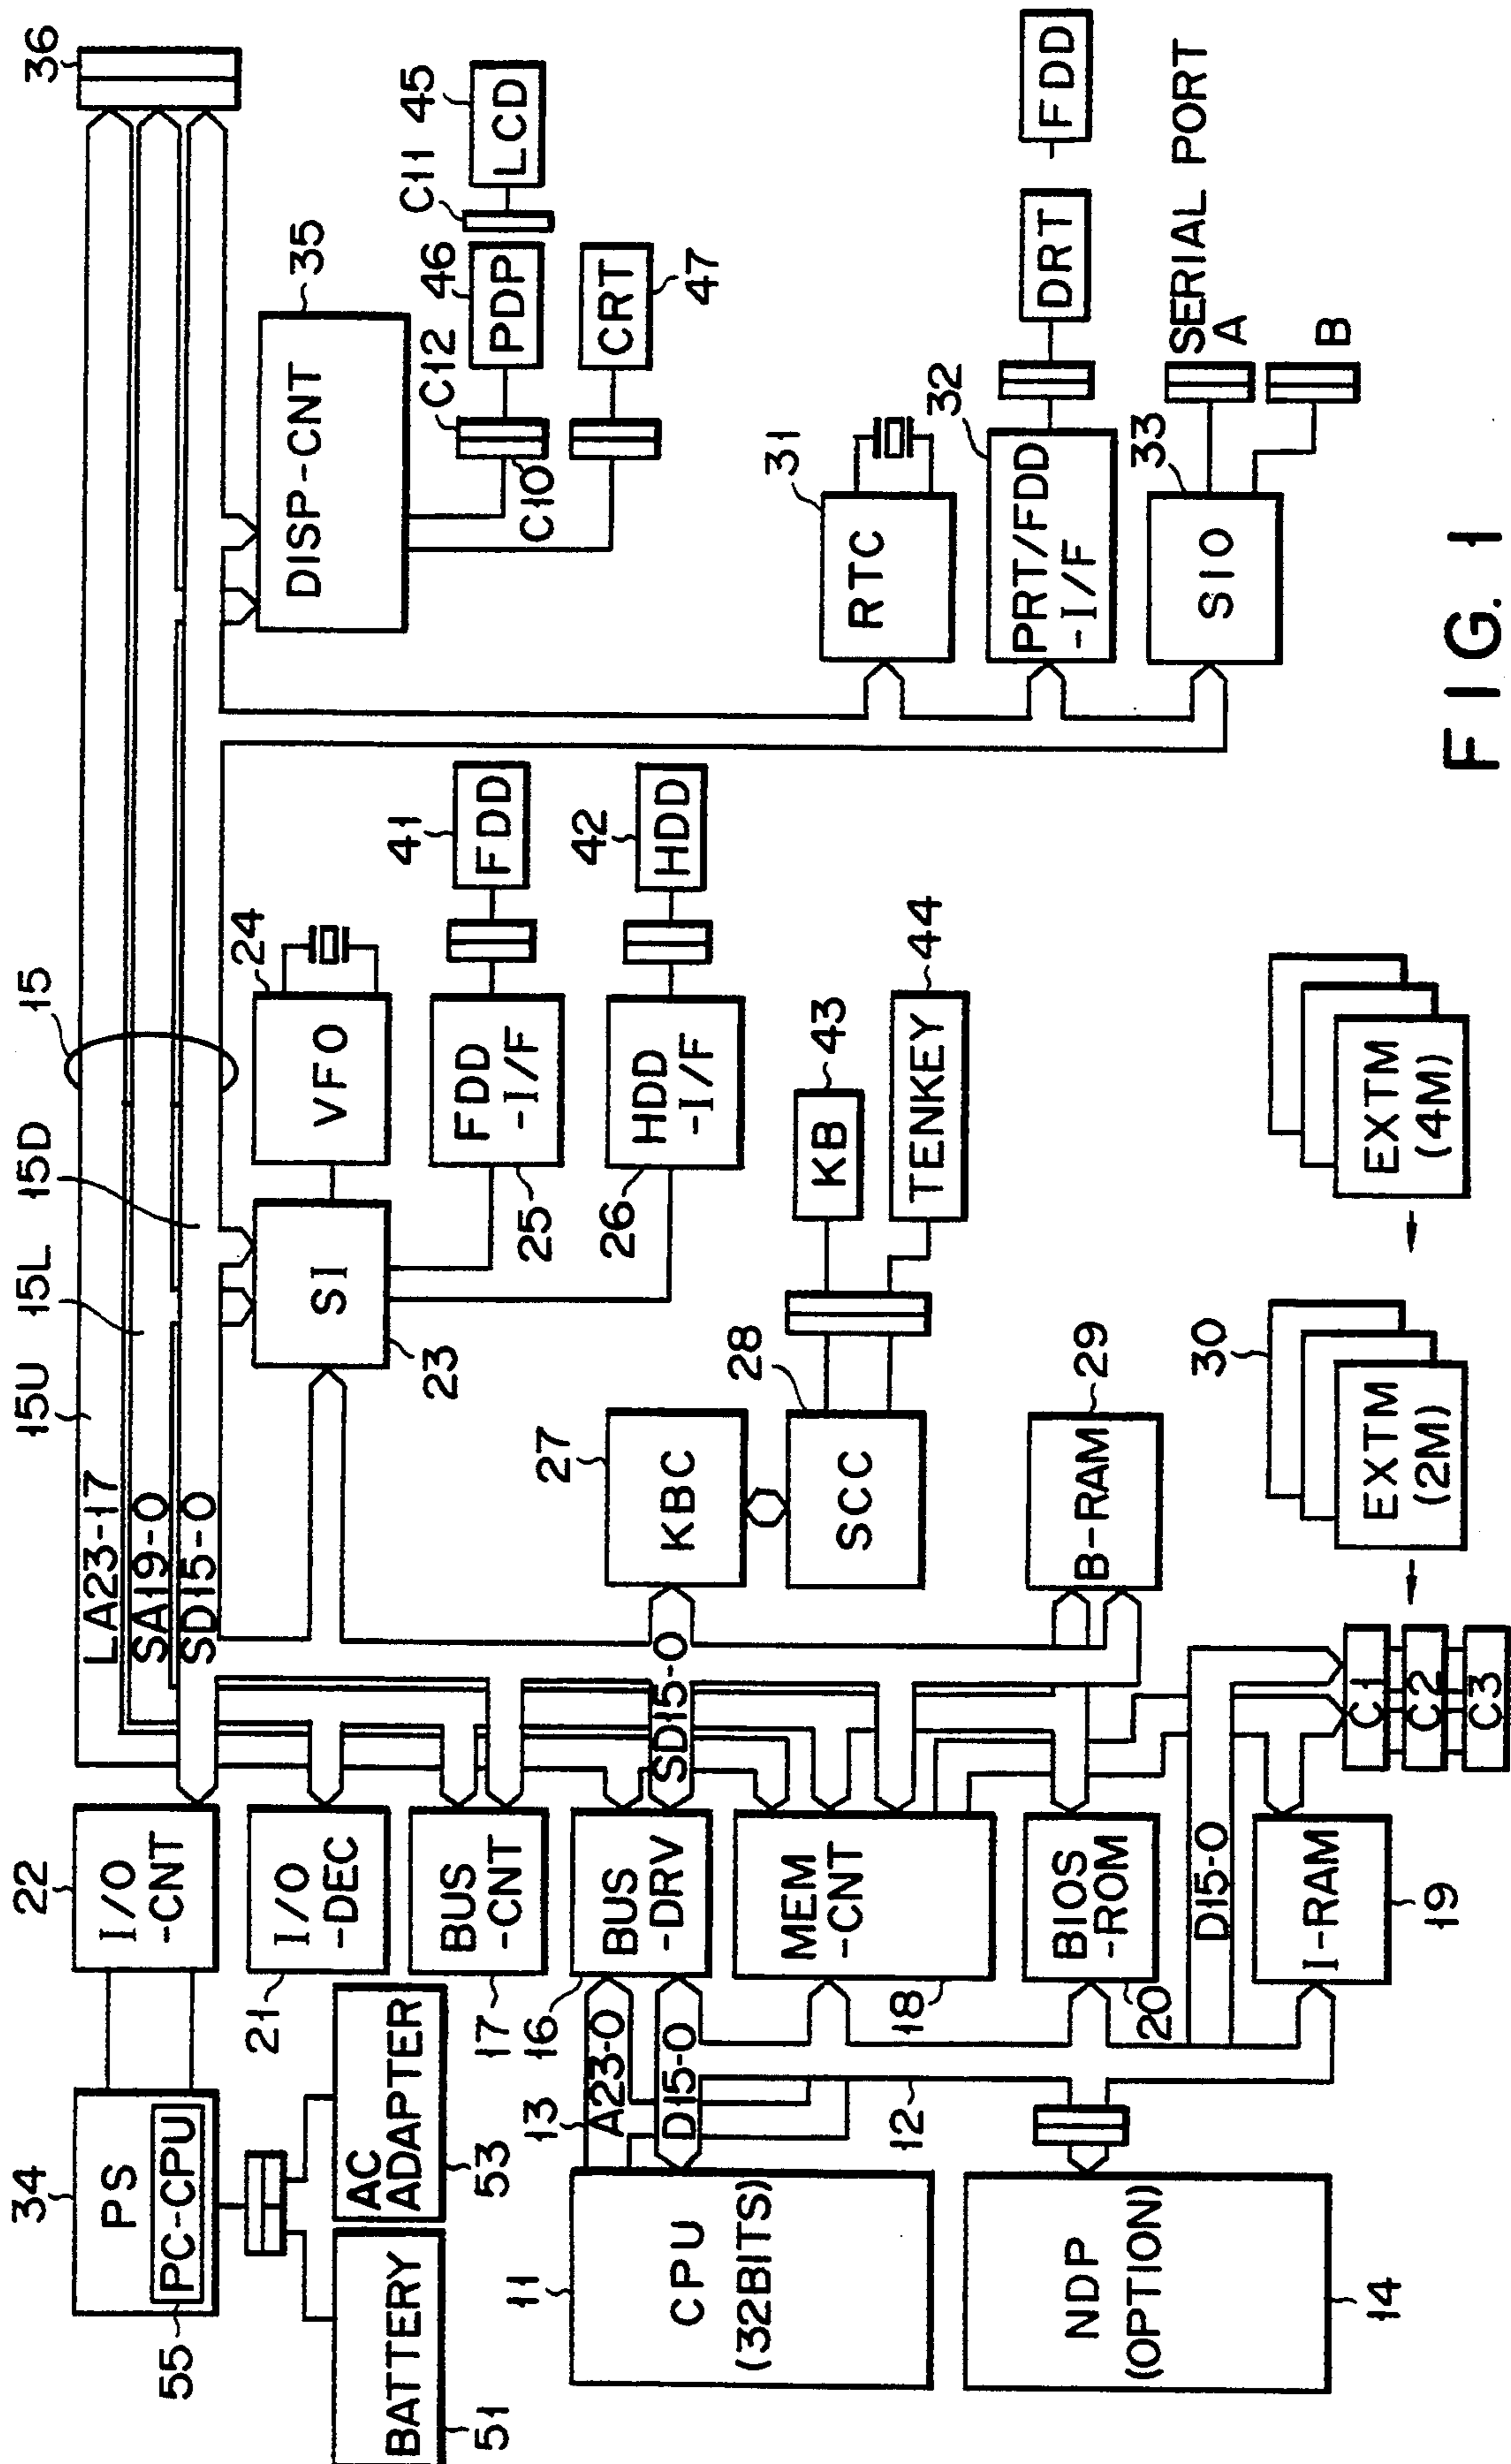 34
PS
PC-CPU
55
BATTERY
51
AC
ADAPTER
53
22
I/O
-CNT
I/O
-DEC
21
BUS
-CNT
17
BUS
-DRV
16
MEM
-CNT
18
BIOS
-ROM
20
I-RAM
19
CPU
(32BITS)
11
NDP
(OPTION)
14
13
A23-0
D15-0
12
D15-0
SD15-0
LA23-17
SA19-0
SD15-0
15U
15L
15D
15
36
SI
23
VFO
24
FDD
-I/F
25
FDD
41
HDD
-I/F
26
HDD
42
KBC
27
SCC
28
KB
43
TENKEY
44
B-RAM
29
C1
C2
C3
EXTM
(2M)
30
EXTM
(4M)
DISP-CNT
35
C10
C12
PDP
46
C11
LCD
45
CRT
47
RTC
31
PRT/FDD
-I/F
32
DRT
FDD
SIO
33
SERIAL PORT
A
B
FIG. 1